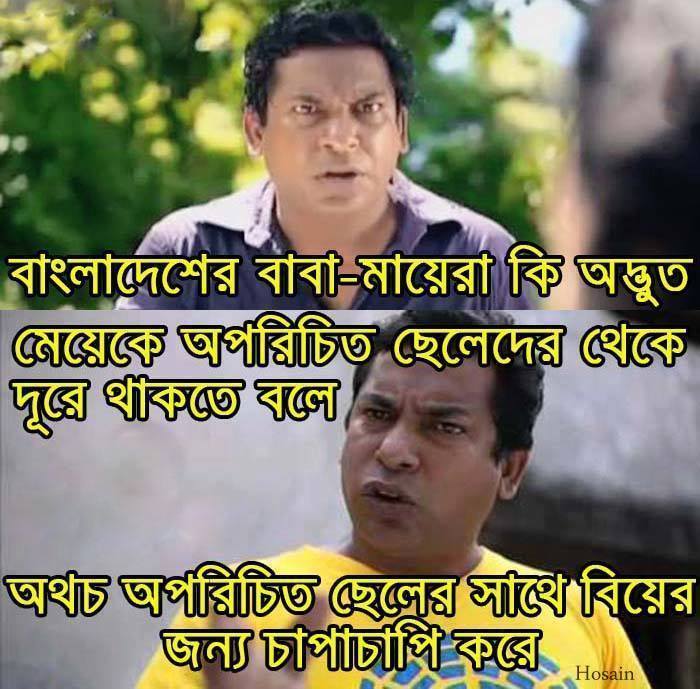 বাংলাদেশের বাবা-মায়েরা কি অদ্ভুত
মেয়েকে অপরিচিত ছেলেদের থেকে
দূরে থাকতে বলে
অথচ অপরিচিত ছেলের সাথে বিয়ের
জন্য চাপাচাপি করে
Hosain